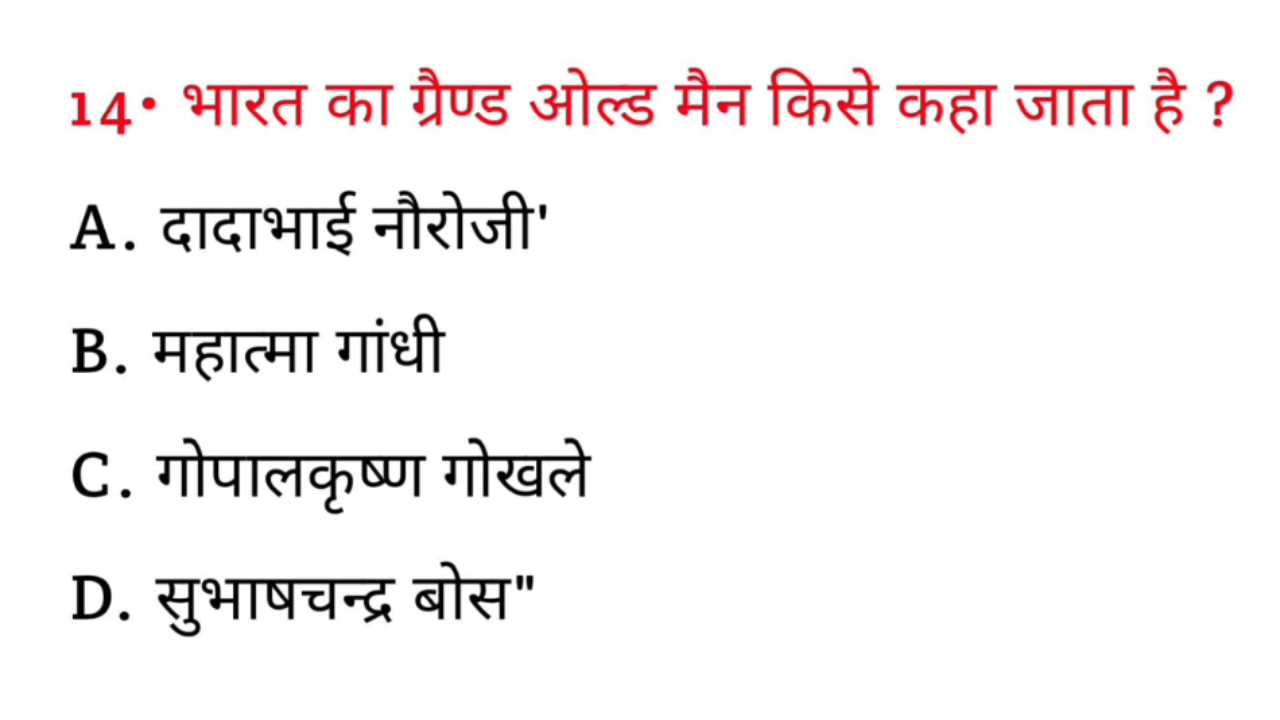 14• भारत का ग्रैण्ड ओल्ड मैन किसे कहा जाता है ?
A. दादाभाई नौरोजी'
B. महात्मा गांधी
C. गोपालकृष्ण गोखले
D. सुभाषचन्द्र बोस"